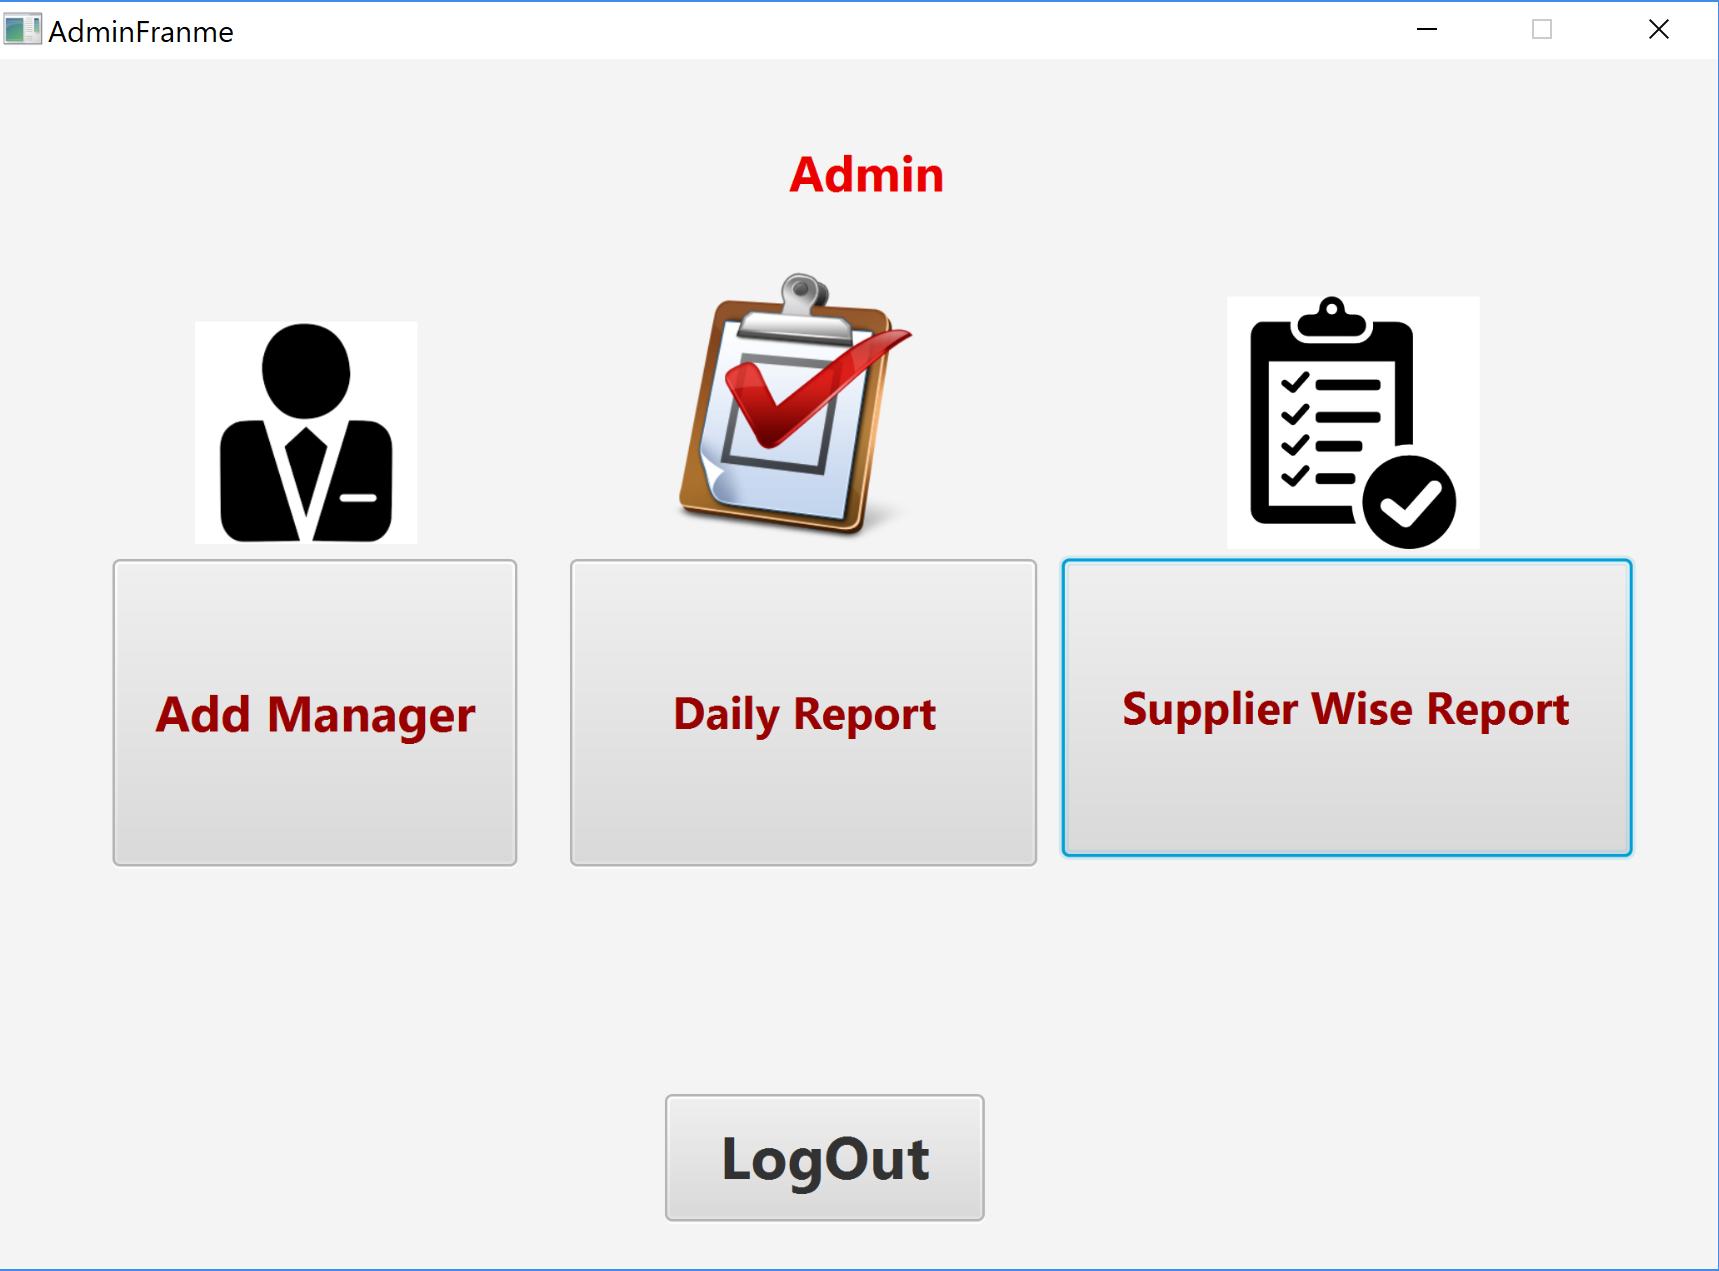 AdminFranme
Admin
Add Manager
Daily Report
Supplier Wise Report
LogOut